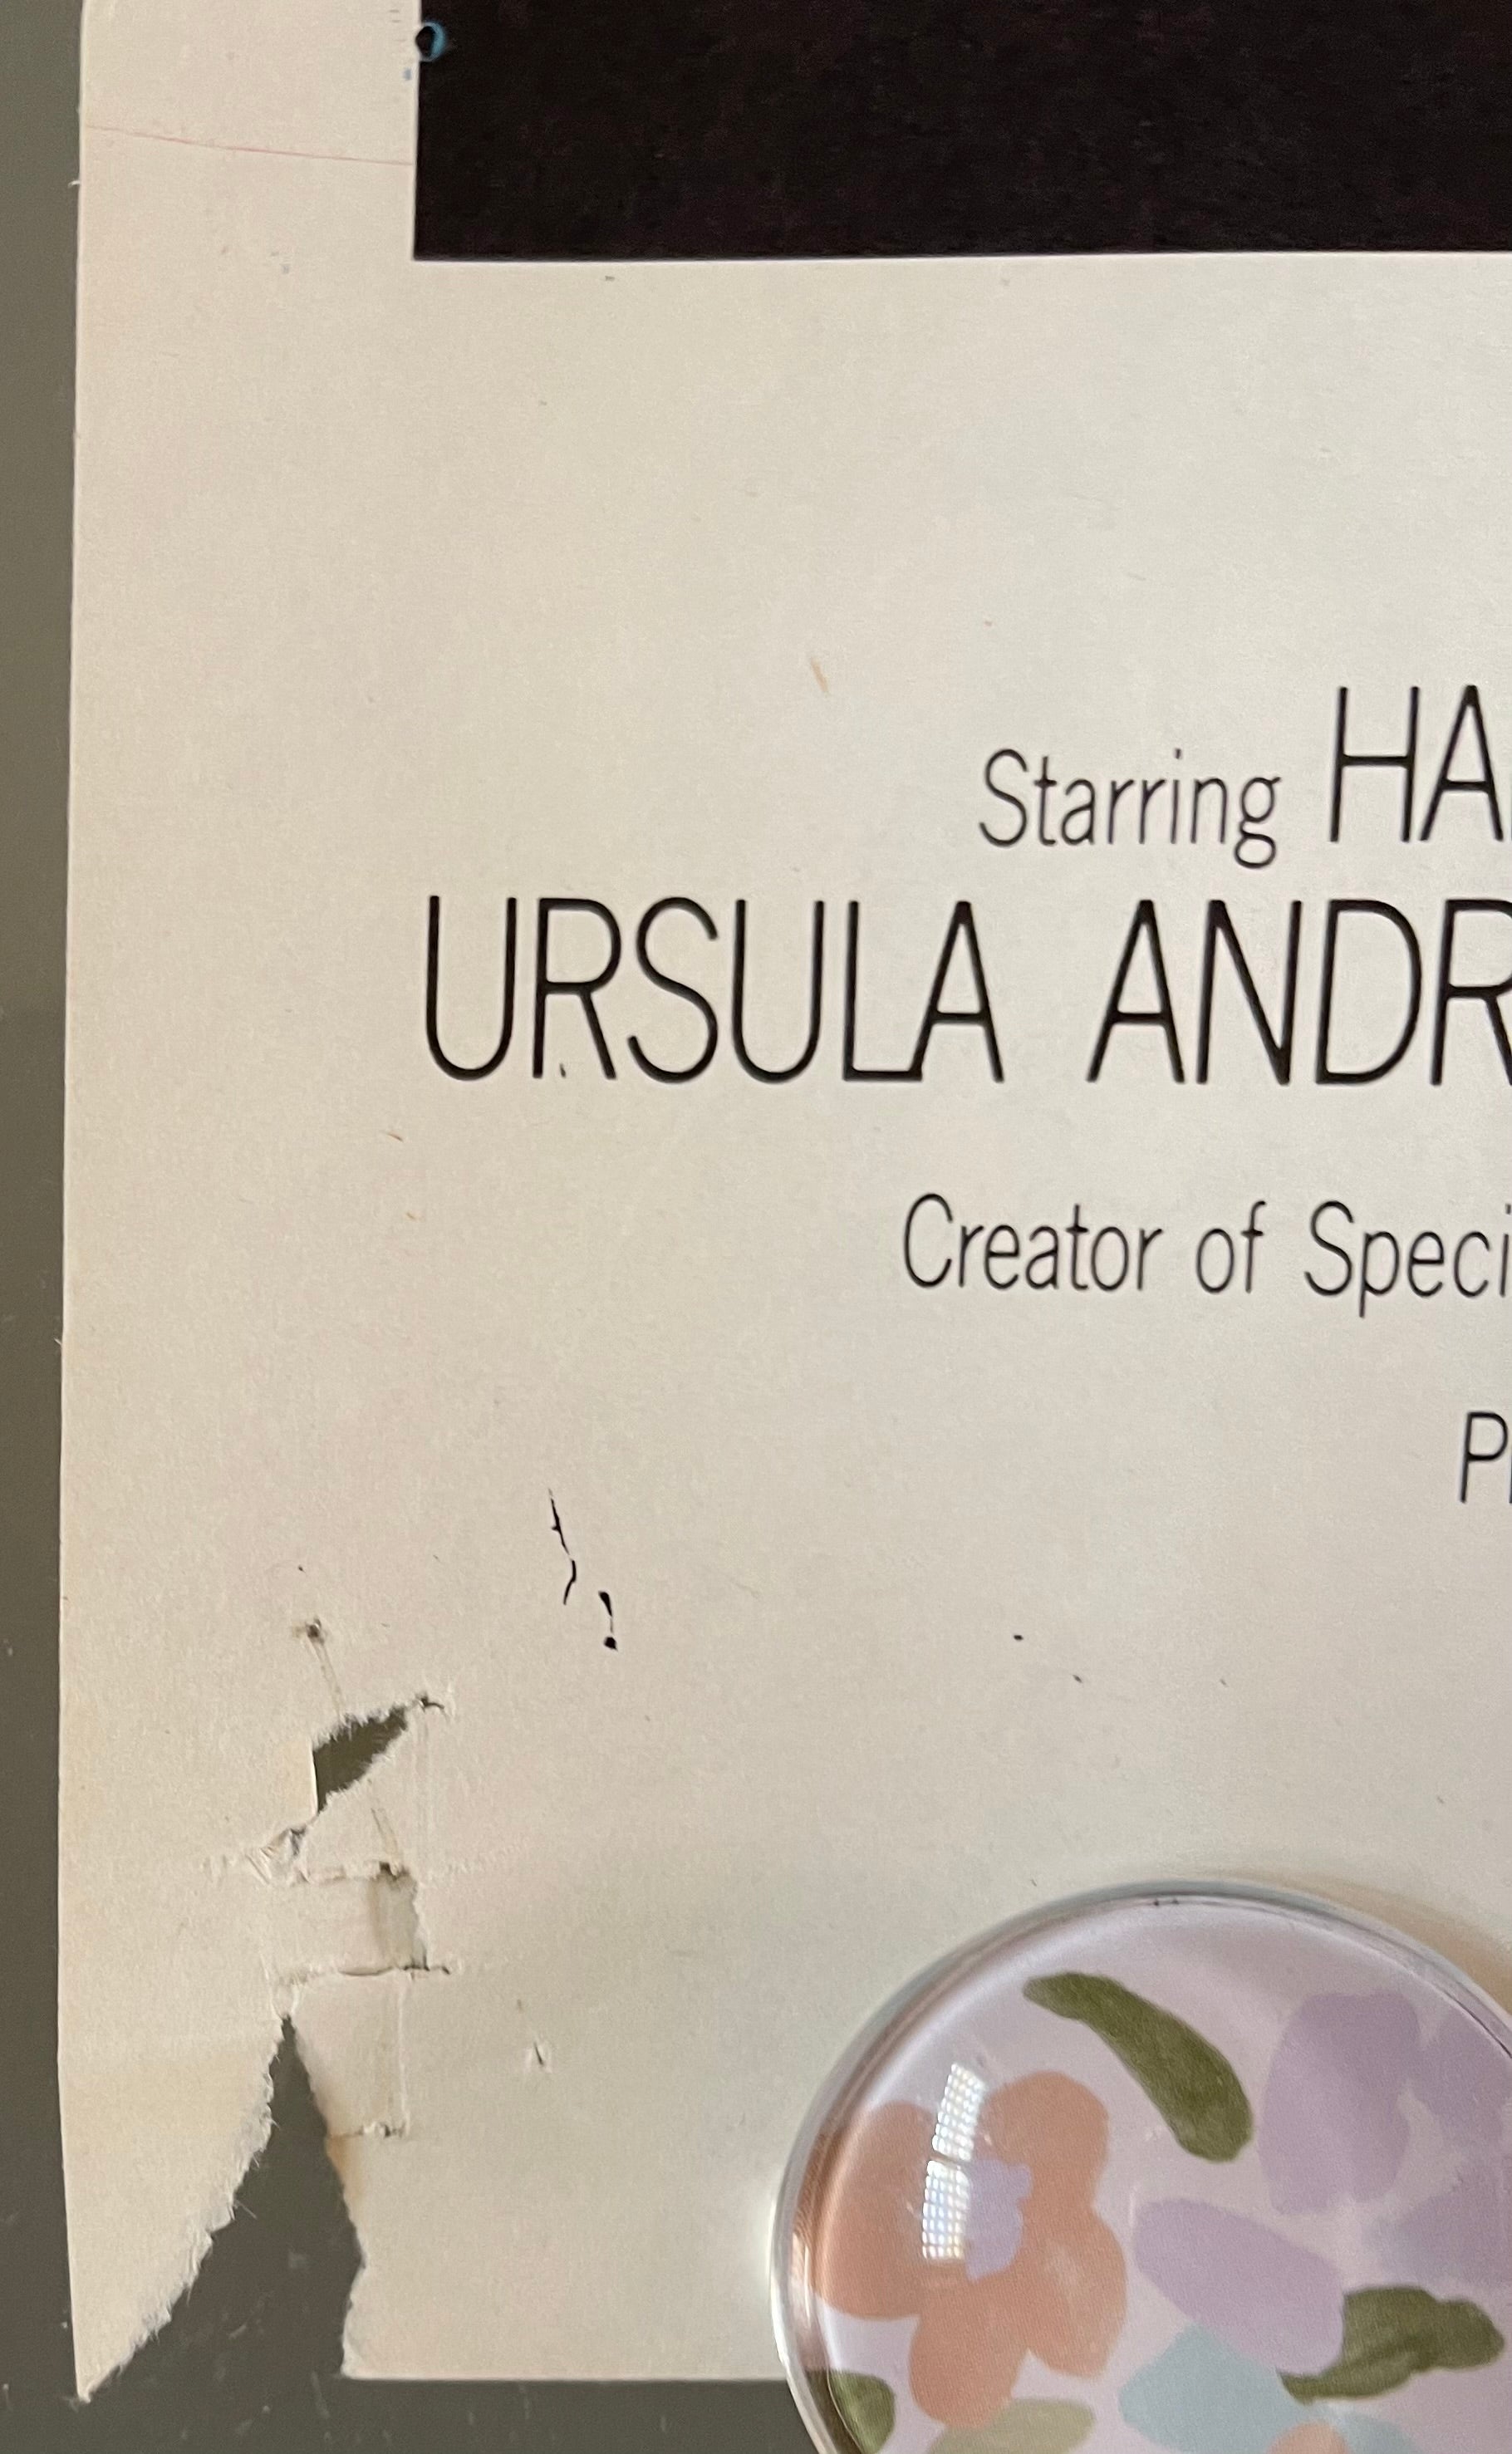 Starring HA
URSULA ANDR
Creator of Speci
P